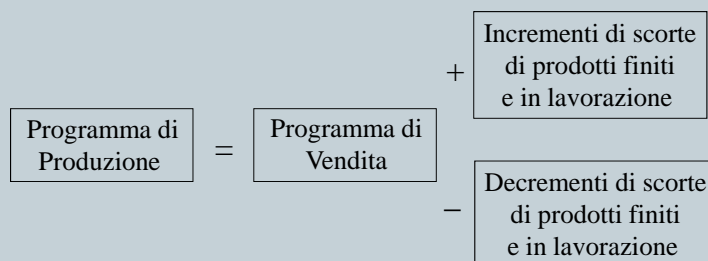 Programma di
Produzione
=
Programma di
Vendita
+
Incrementi di scorte
di prodotti finiti
e in lavorazione
−
Decrementi di scorte
di prodotti finiti
e in lavorazione